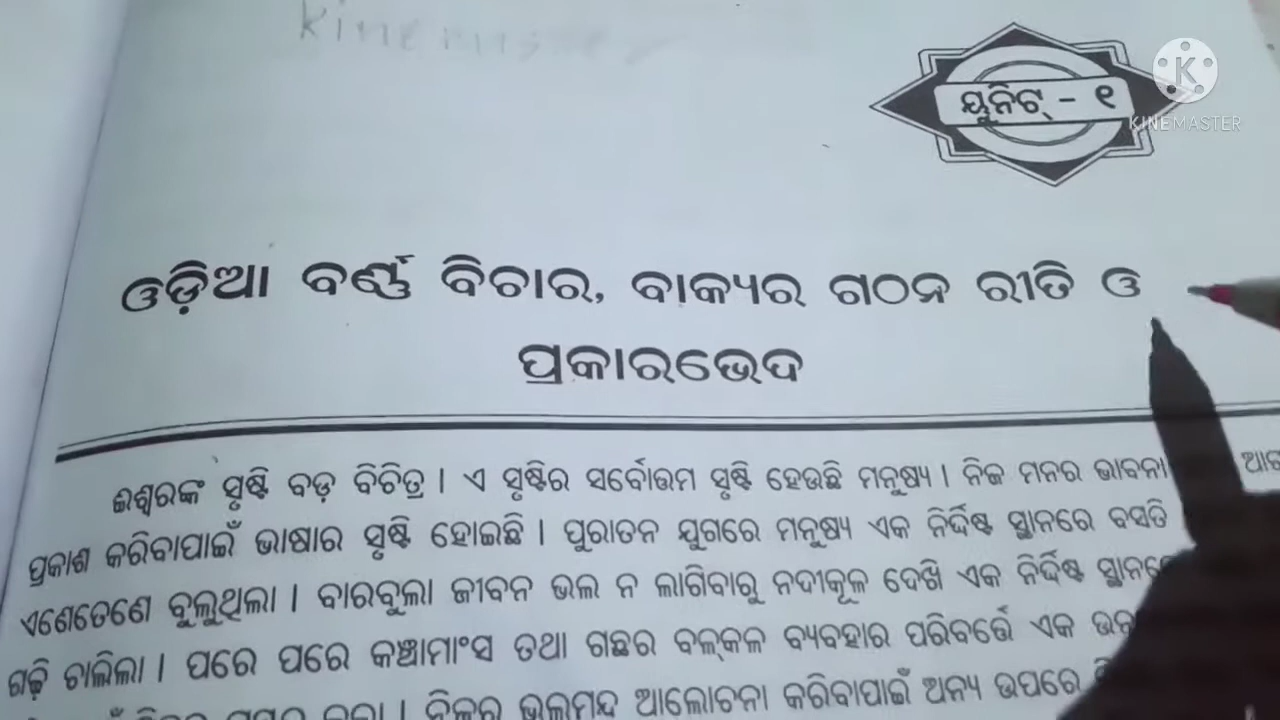 Kinemaster
ୟୁନିଟ୍ - ୧
KINEMASTER
ଓଡ଼ିଆ ବର୍ଣ୍ଣ ବିଚାର, ବାକ୍ୟର ଗଠନ ରୀତି ଓ
ପ୍ରକାରଭେଦ
ଈଶ୍ୱରଙ୍କ ସୃଷ୍ଟି ବଡ଼ ବିଚିତ୍ର । ଏ ସୃଷ୍ଟିର ସର୍ବୋତ୍ତମ ସୃଷ୍ଟି ହେଉଛି ମନୁଷ୍ୟ । ନିଜ ମନର ଭାବନା
ପ୍ରକାଶ କରିବାପାଇଁ ଭାଷାର ସୃଷ୍ଟି ହୋଇଛି । ପୁରାତନ ଯୁଗରେ ମନୁଷ୍ୟ ଏକ ନିର୍ଦ୍ଦିଷ୍ଟ ସ୍ଥାନରେ ବସତି
ଏଣେତେଣେ ବୁଲୁଥିଲା । ବାରବୁଲା ଜୀବନ ଭଲ ନ ଲାଗିବାରୁ ନଦୀକୂଳ ଦେଖି ଏକ ନିର୍ଦ୍ଦିଷ୍ଟ
ଗଢ଼ି ଚାଲିଲା । ପରେ ପରେ କଞ୍ଚାମାଂସ ତଥା ଗଛର ବଲ୍‌କଳ ବ୍ୟବହାର ପରିବର୍ତ୍ତେ ଏକ
ନିଜର ଭଲମନ୍ଦ ଆଲୋଚନା କରିବାପାଇଁ ଅନ୍ୟ ଉପରେ